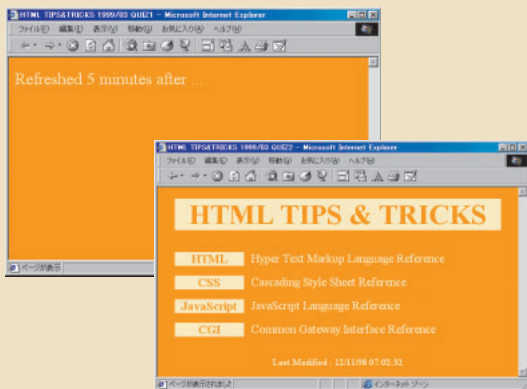 HTML TIPS&TRICKS 1999/03 QUIZ1 - Microsoft Internet Explorer
ファイル(F) 編集(E) 表示(V) 移動(G) お気に入り(A) ヘルプ(H)
Refreshed 5 minutes after ...
ページが表示
HTML TIPS&TRICKS 1999/03 QUIZ2 - Microsoft Internet Explorer
ファイル(F) 編集(E) 表示(V) 移動(G) お気に入り(A) ヘルプ(H)
HTML TIPS & TRICKS
HTML Hyper Text Markup Language Reference
CSS Cascading Style Sheet Reference
JavaScript JavaScript Language Reference
CGI Common Gateway Interface Reference
Last Modified : 12/11/98 07:02:32
ページが表示されました インターネット ゾーン